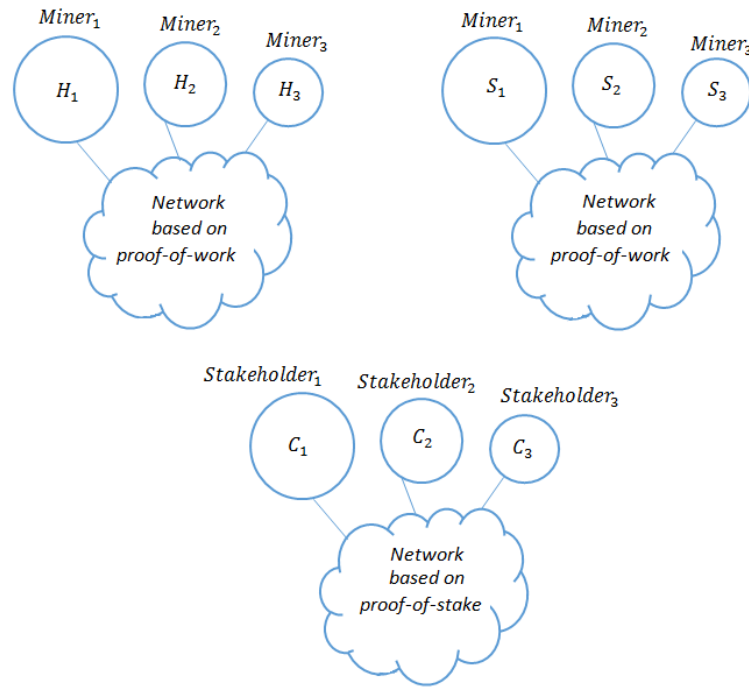 Miner₁
Miner₂
Miner₃
H₁
H₂
H₃
Network
based on
proof-of-work
Miner₁
Miner₂
Miner₃
S₁
S₂
S₃
Network
based on
proof-of-work
Stakeholder₁
Stakeholder₂
Stakeholder₃
C₁
C₂
C₃
Network
based on
proof-of-stake